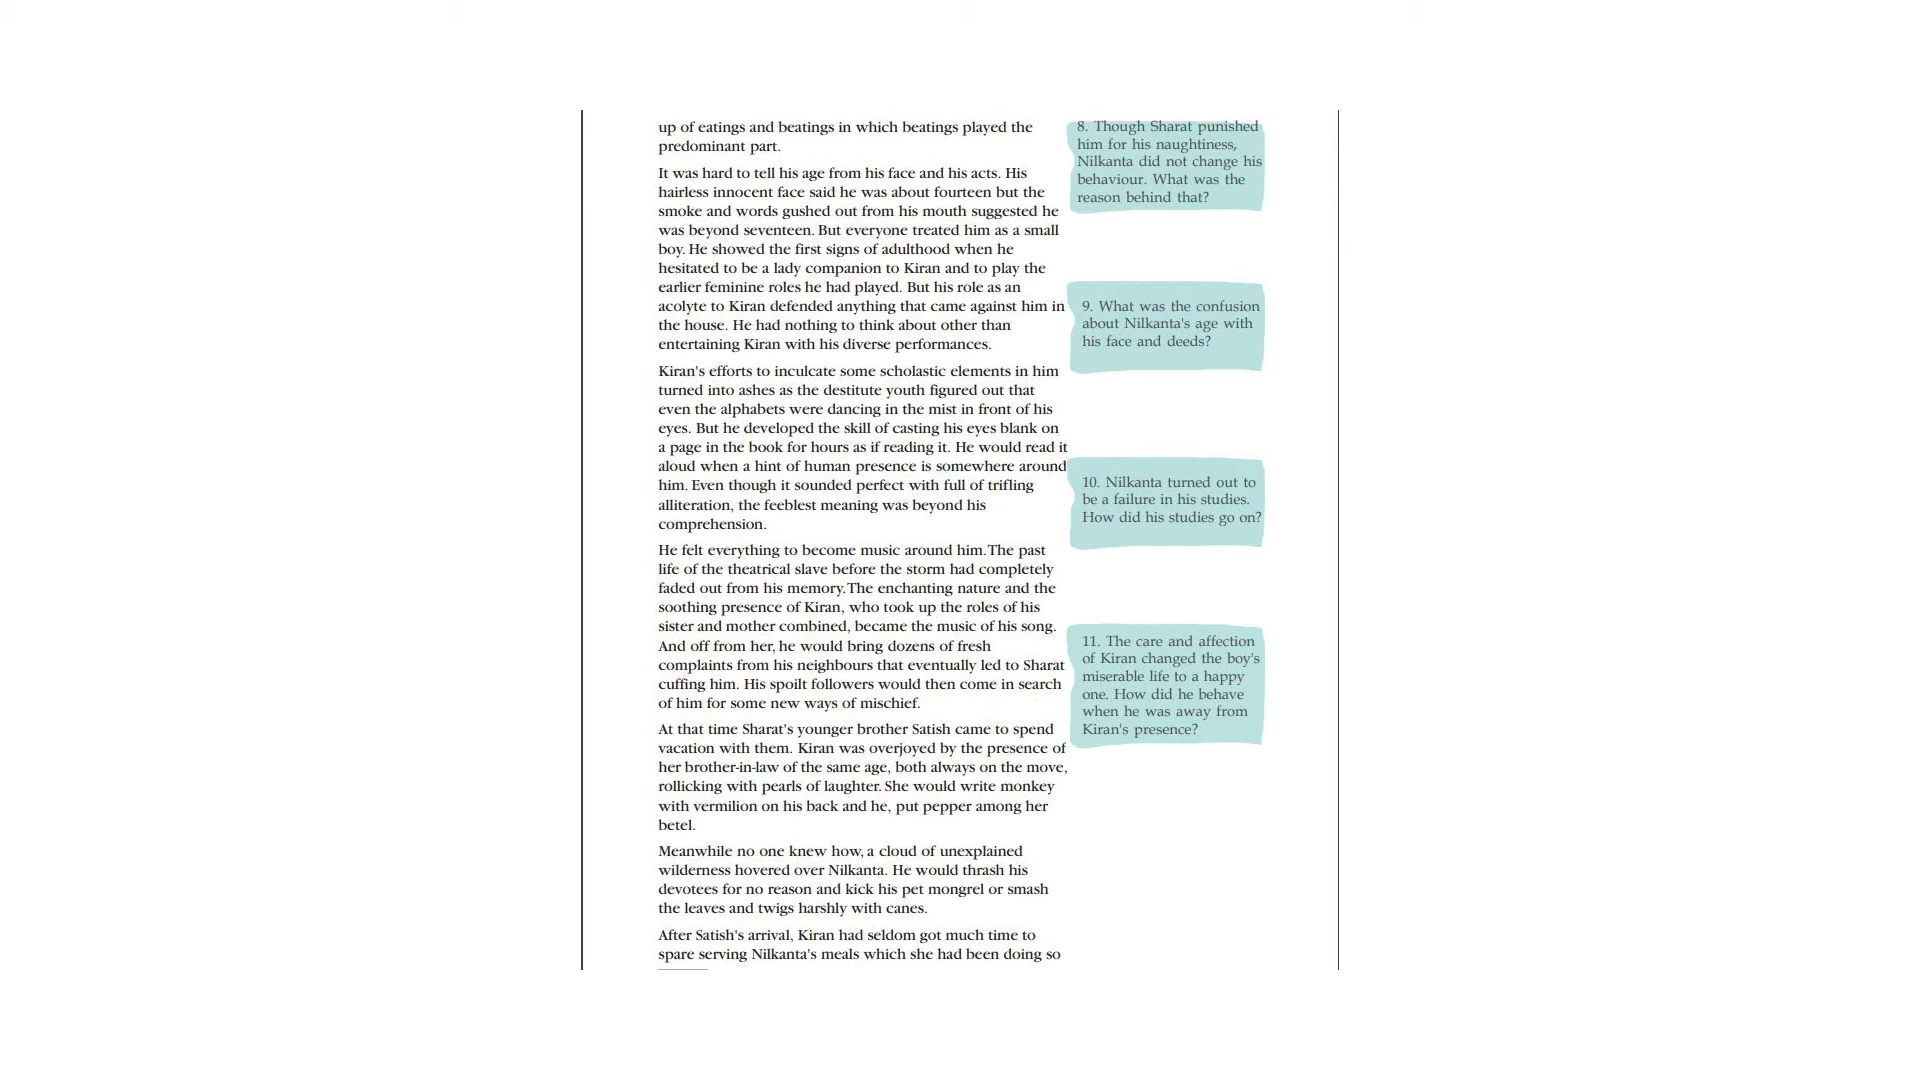 up of eatings and beatings in which beatings played the
predominant part.
It was hard to tell his age from his face and his acts. His
hairless innocent face said he was about fourteen but the
smoke and words gushed out from his mouth suggested he
was beyond seventeen. But everyone treated him as a small
boy. He showed the first signs of adulthood when he
hesitated to be a lady companion to Kiran and to play the
earlier feminine roles he had played. But his role as an
acolyte to Kiran defended anything that came against him in
the house. He had nothing to think about other than
entertaining Kiran with his diverse performances.
Kiran's efforts to inculcate some scholastic elements in him
turned into ashes as the destitute youth figured out that
even the alphabets were dancing in the mist in front of his
eyes. But he developed the skill of casting his eyes blank on
a page in the book for hours as if reading it. He would read it
aloud when a hint of human presence is somewhere around
him. Even though it sounded perfect with full of trifling
alliteration, the feeblest meaning was beyond his
comprehension.
He felt everything to become music around him. The past
life of the theatrical slave before the storm had completely
faded out from his memory. The enchanting nature and the
soothing presence of Kiran, who took up the roles of his
sister and mother combined, became the music of his song.
And off from her, he would bring dozens of fresh
complaints from his neighbours that eventually led to Sharat
cuffing him. His spoilt followers would then come in search
of him for some new ways of mischief.
At that time Sharat's younger brother Satish came to spend
vacation with them. Kiran was overjoyed by the presence of
her brother-in-law of the same age, both always on the move,
rollicking with pearls of laughter. She would write monkey
with vermilion on his back and he, put pepper among her
betel.
Meanwhile no one knew how, a cloud of unexplained
wilderness hovered over Nilkanta. He would thrash his
devotees for no reason and kick his pet mongrel or smash
the leaves and twigs harshly with canes.
After Satish's arrival, Kiran had seldom got much time to
spare serving Nilkanta's meals which she had been doing so
8. Though Sharat punished
him for his naughtiness,
Nilkanta did not change his
behaviour. What was the
reason behind that?
9. What was the confusion
about Nilkanta's age with
his face and deeds?
10. Nilkanta turned out to
be a failure in his studies.
How did his studies go on?
11. The care and affection
of Kiran changed the boy's
miserable life to a happy
one. How did he behave
when he was away from
Kiran's presence?